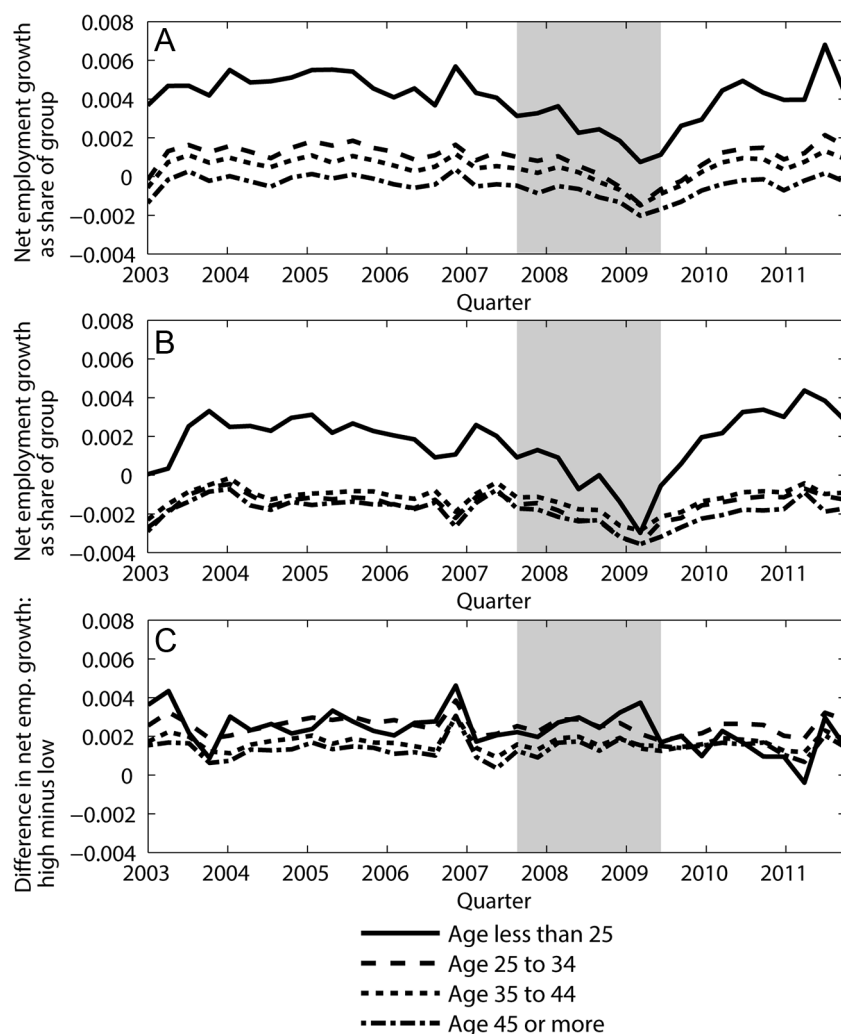 A
Net employment growth
as share of group
0.008
0.006
0.004
0.002
0
−0.002
−0.004
2003 2004 2005 2006 2007 2008 2009 2010 2011
Quarter
B
Net employment growth
as share of group
0.008
0.006
0.004
0.002
0
−0.002
−0.004
2003 2004 2005 2006 2007 2008 2009 2010 2011
Quarter
C
Difference in net emp. growth:
high minus low
0.008
0.006
0.004
0.002
0
−0.002
−0.004
2003 2004 2005 2006 2007 2008 2009 2010 2011
Quarter
Age less than 25
Age 25 to 34
Age 35 to 44
Age 45 or more